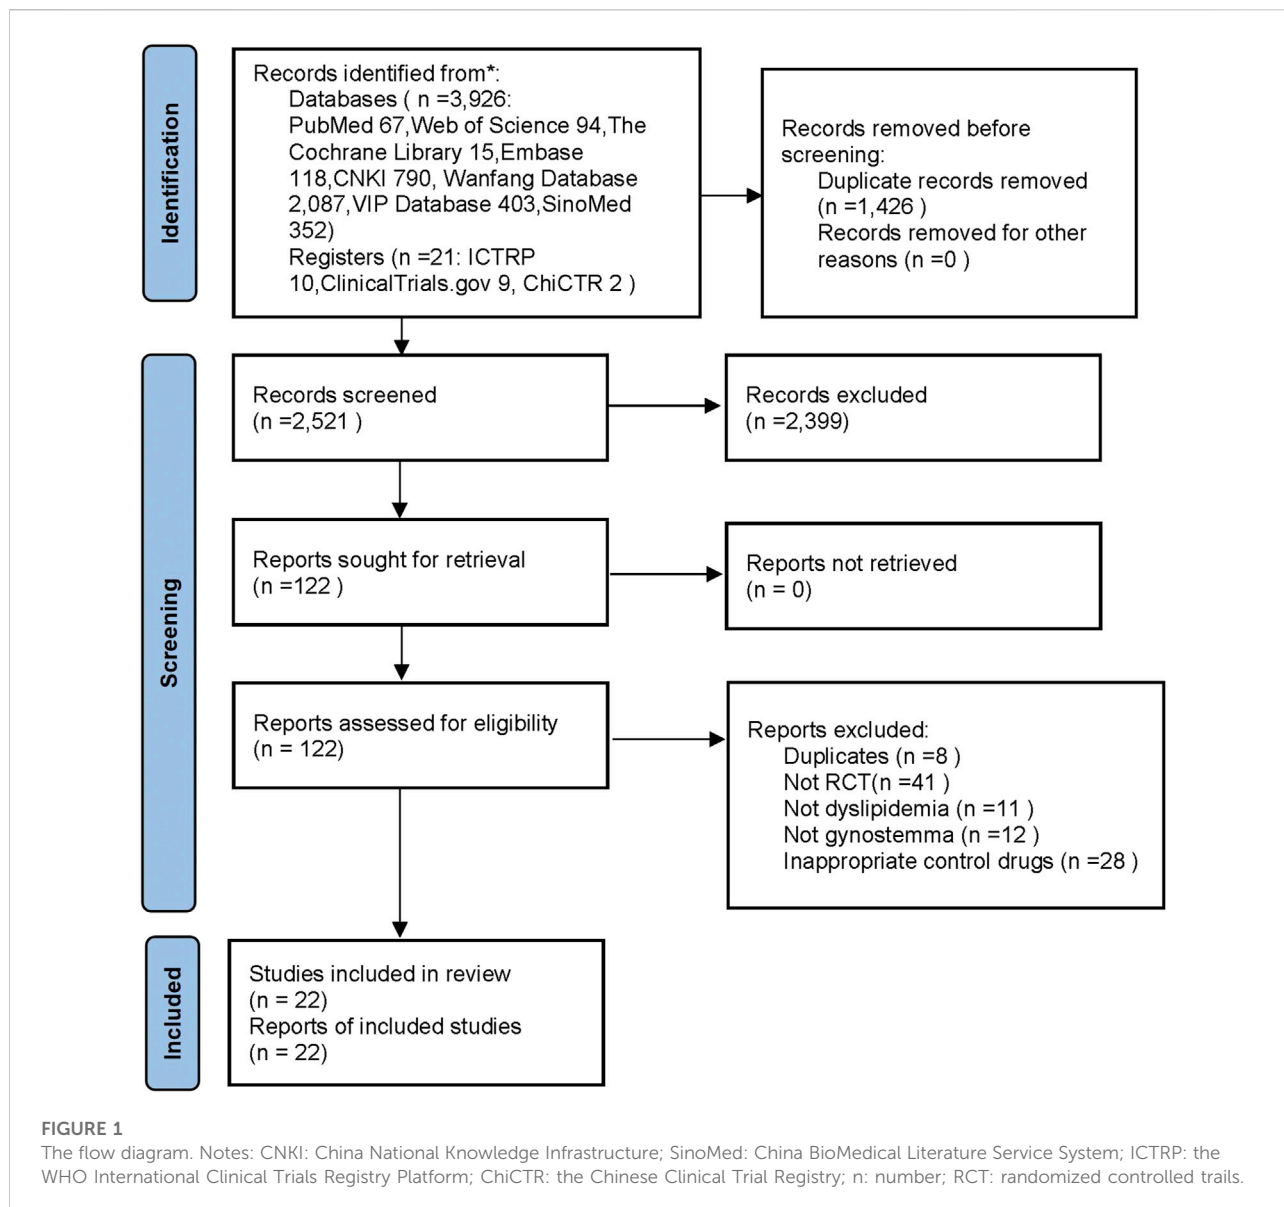 Identification
Records identified from*:
Databases ( n =3,926:
PubMed 67,Web of Science 94,The
Cochrane Library 15,Embase
118,CNKI 790, Wanfang Database
2,087,VIP Database 403,SinoMed
352)
Registers (n =21: ICTRP
10,ClinicalTrials.gov 9, ChiCTR 2 )
Records removed before
screening:
Duplicate records removed
(n =1,426 )
Records removed for other
reasons (n =0 )
Screening
Records screened
(n =2,521 )
Records excluded
(n =2,399)
Reports sought for retrieval
(n =122 )
Reports not retrieved
(n = 0)
Reports assessed for eligibility
(n = 122)
Reports excluded:
Duplicates (n =8 )
Not RCT(n =41 )
Not dyslipidemia (n =11 )
Not gynostemma (n =12 )
Inappropriate control drugs (n =28 )
Included
Studies included in review
(n = 22)
Reports of included studies
(n = 22)
FIGURE 1
The flow diagram. Notes: CNKI: China National Knowledge Infrastructure; SinoMed: China BioMedical Literature Service System; ICTRP: the
WHO International Clinical Trials Registry Platform; ChiCTR: the Chinese Clinical Trial Registry; n: number; RCT: randomized controlled trails.